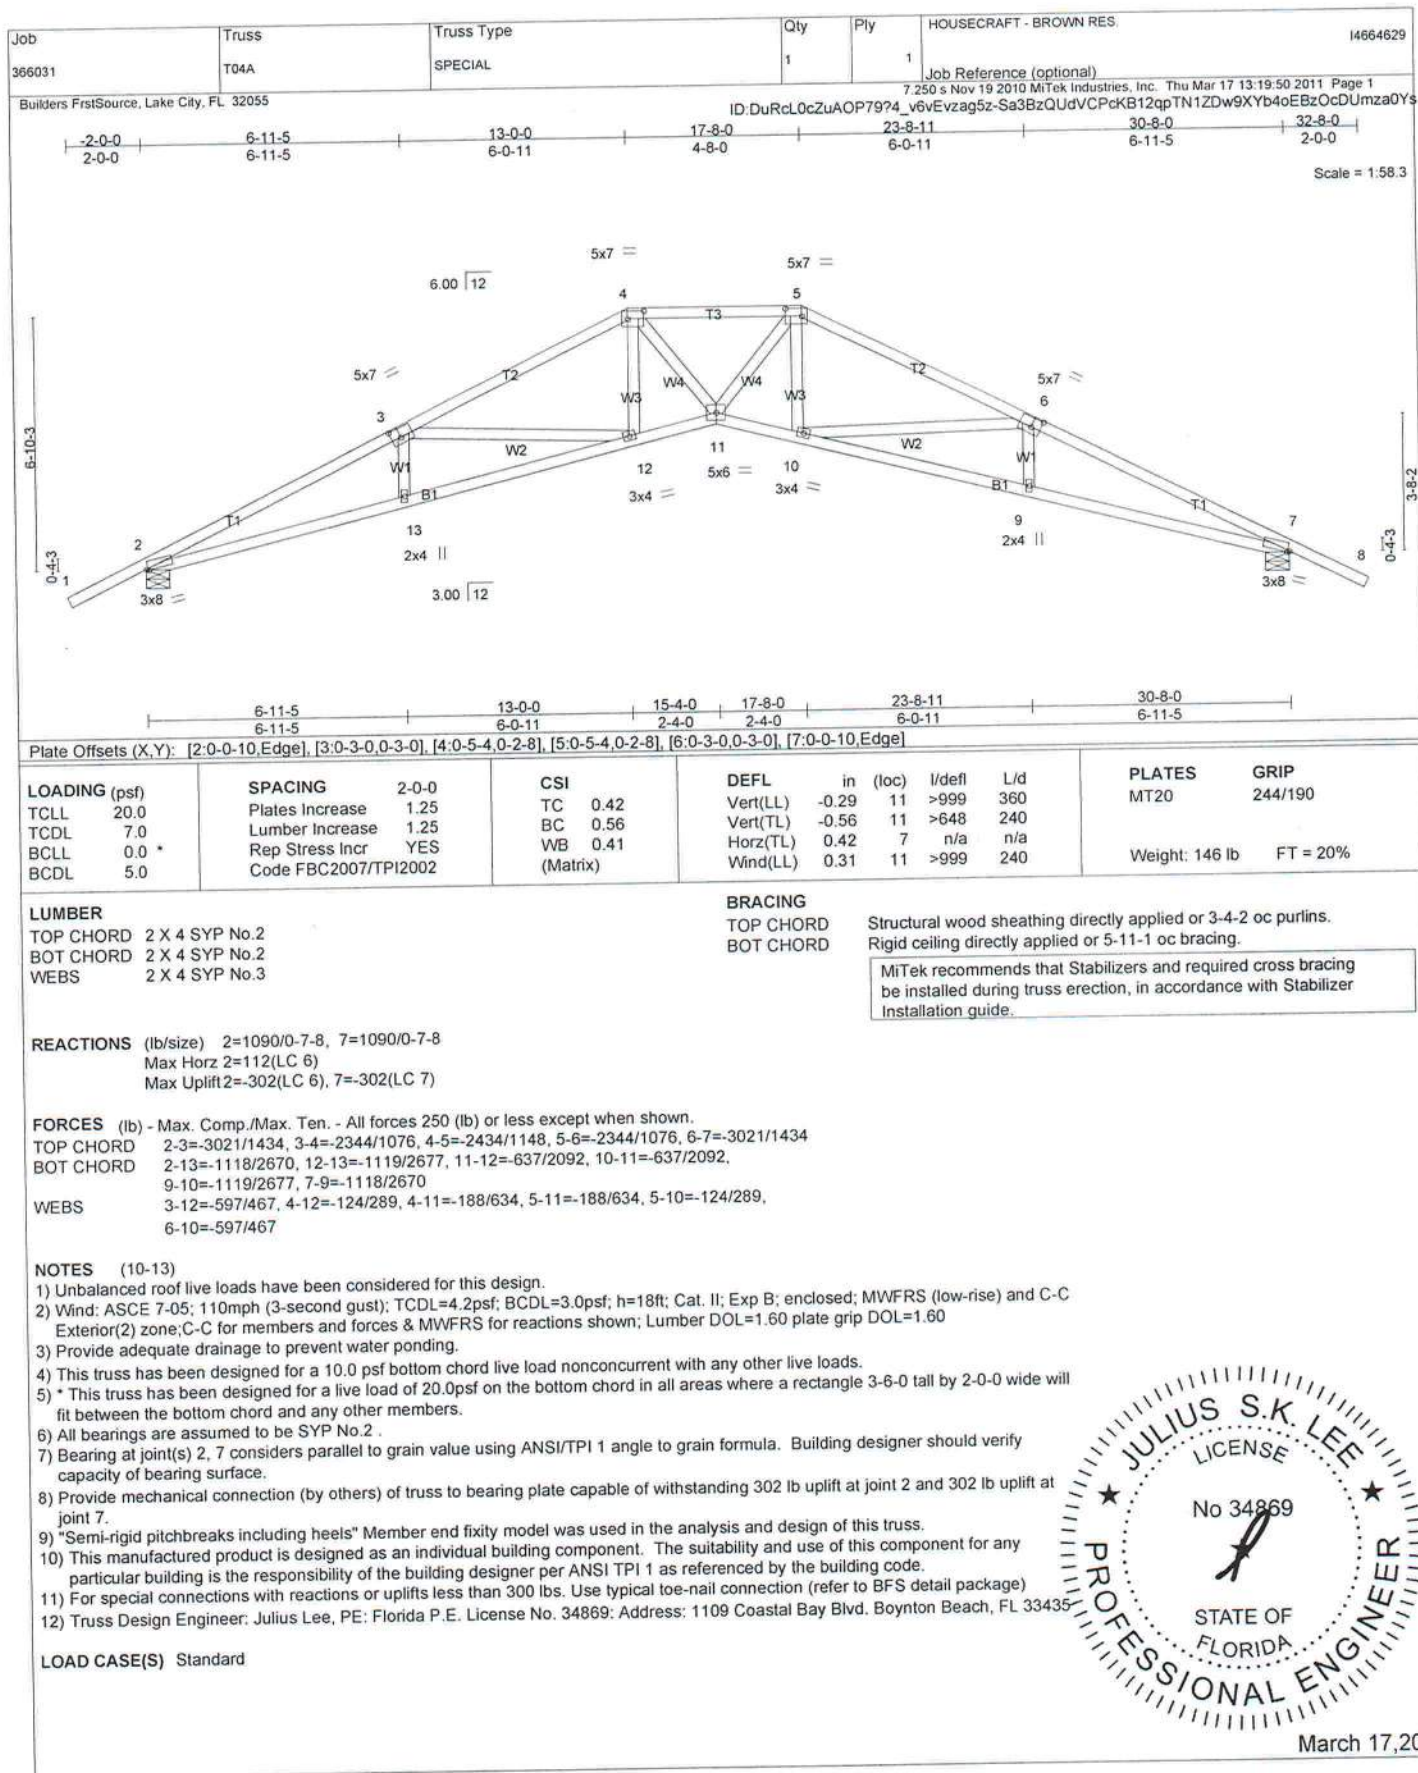 Job Truss Truss Type Qty Ply HOUSECRAFT - BROWN RES.
I4664629
366031 T04A SPECIAL 1 1
Job Reference (optional)
Builders FrstSource, Lake City, FL 32055 7.250 s Nov 19 2010 MiTek Industries, Inc. Thu Mar 17 13:19:50 2011 Page 1
ID:DuRcL0cZuAOP79?4_v6vEvzag5z-Sa3BzQUdVCPcKB12qpTN1ZDw9XYb4oEBzOcDUmza0Ys
-2-0-0 6-11-5 13-0-0 17-8-0 23-8-11 30-8-0 32-8-0
2-0-0 6-11-5 6-0-11 4-8-0 6-0-11 6-11-5 2-0-0
Scale = 1:58.3
5x7 =
5x7 =
6.00 12
4 5
T3
5x7 = T2 T2 5x7 =
W4 W4
3 W3 W3 6
6-10-3
W2 W2
W1 11 W1
12 10
5x6 =
B1 3x4 = 3x4 = B1
3-8-2
T1 13 9 T1
2 2x4 || 2x4 || 7
0-4-3 1 8 0-4-3
3x8 = 3.00 12 3x8 =
6-11-5 13-0-0 15-4-0 17-8-0 23-8-11 30-8-0
6-11-5 6-0-11 2-4-0 2-4-0 6-0-11 6-11-5
Plate Offsets (X,Y): [2:0-0-10,Edge], [3:0-3-0,0-3-0], [4:0-5-4,0-2-8], [5:0-5-4,0-2-8], [6:0-3-0,0-3-0], [7:0-0-10,Edge]
LOADING (psf)
TCLL 20.0
TCDL 7.0
BCLL 0.0 *
BCDL 5.0
SPACING 2-0-0
Plates Increase 1.25
Lumber Increase 1.25
Rep Stress Incr YES
Code FBC2007/TPI2002
CSI
TC 0.42
BC 0.56
WB 0.41
(Matrix)
DEFL in (loc) l/defl L/d
Vert(LL) -0.29 11 >999 360
Vert(TL) -0.56 11 >648 240
Horz(TL) 0.42 7 n/a n/a
Wind(LL) 0.31 11 >999 240
PLATES GRIP
MT20 244/190
Weight: 146 lb FT = 20%
LUMBER
TOP CHORD 2 X 4 SYP No.2
BOT CHORD 2 X 4 SYP No.2
WEBS 2 X 4 SYP No.3
BRACING
TOP CHORD Structural wood sheathing directly applied or 3-4-2 oc purlins.
BOT CHORD Rigid ceiling directly applied or 5-11-1 oc bracing.
MiTek recommends that Stabilizers and required cross bracing
be installed during truss erection, in accordance with Stabilizer
Installation guide.
REACTIONS (lb/size) 2=1090/0-7-8, 7=1090/0-7-8
Max Horz 2=112(LC 6)
Max Uplift2=-302(LC 6), 7=-302(LC 7)
FORCES (lb) - Max. Comp./Max. Ten. - All forces 250 (lb) or less except when shown.
TOP CHORD 2-3=-3021/1434, 3-4=-2344/1076, 4-5=-2434/1148, 5-6=-2344/1076, 6-7=-3021/1434
BOT CHORD 2-13=-1118/2670, 12-13=-1119/2677, 11-12=-637/2092, 10-11=-637/2092,
9-10=-1119/2677, 7-9=-1118/2670
WEBS 3-12=-597/467, 4-12=-124/289, 4-11=-188/634, 5-11=-188/634, 5-10=-124/289,
6-10=-597/467
NOTES (10-13)
1) Unbalanced roof live loads have been considered for this design.
2) Wind: ASCE 7-05; 110mph (3-second gust); TCDL=4.2psf; BCDL=3.0psf; h=18ft; Cat. II; Exp B; enclosed; MWFRS (low-rise) and C-C
Exterior(2) zone;C-C for members and forces & MWFRS for reactions shown; Lumber DOL=1.60 plate grip DOL=1.60
3) Provide adequate drainage to prevent water ponding.
4) This truss has been designed for a 10.0 psf bottom chord live load nonconcurrent with any other live loads.
5) * This truss has been designed for a live load of 20.0psf on the bottom chord in all areas where a rectangle 3-6-0 tall by 2-0-0 wide will
fit between the bottom chord and any other members.
6) All bearings are assumed to be SYP No.2 .
7) Bearing at joint(s) 2, 7 considers parallel to grain value using ANSI/TPI 1 angle to grain formula. Building designer should verify
capacity of bearing surface.
8) Provide mechanical connection (by others) of truss to bearing plate capable of withstanding 302 lb uplift at joint 2 and 302 lb uplift at
joint 7.
9) "Semi-rigid pitchbreaks including heels" Member end fixity model was used in the analysis and design of this truss.
10) This manufactured product is designed as an individual building component. The suitability and use of this component for any
particular building is the responsibility of the building designer per ANSI TPI 1 as referenced by the building code.
11) For special connections with reactions or uplifts less than 300 lbs. Use typical toe-nail connection (refer to BFS detail package)
12) Truss Design Engineer: Julius Lee, PE: Florida P.E. License No. 34869: Address: 1109 Coastal Bay Blvd. Boynton Beach, FL 33435
LOAD CASE(S) Standard
JULIUS S.K. LEE
LICENSE
No 34869
STATE OF
FLORIDA
PROFESSIONAL ENGINEER
March 17,20